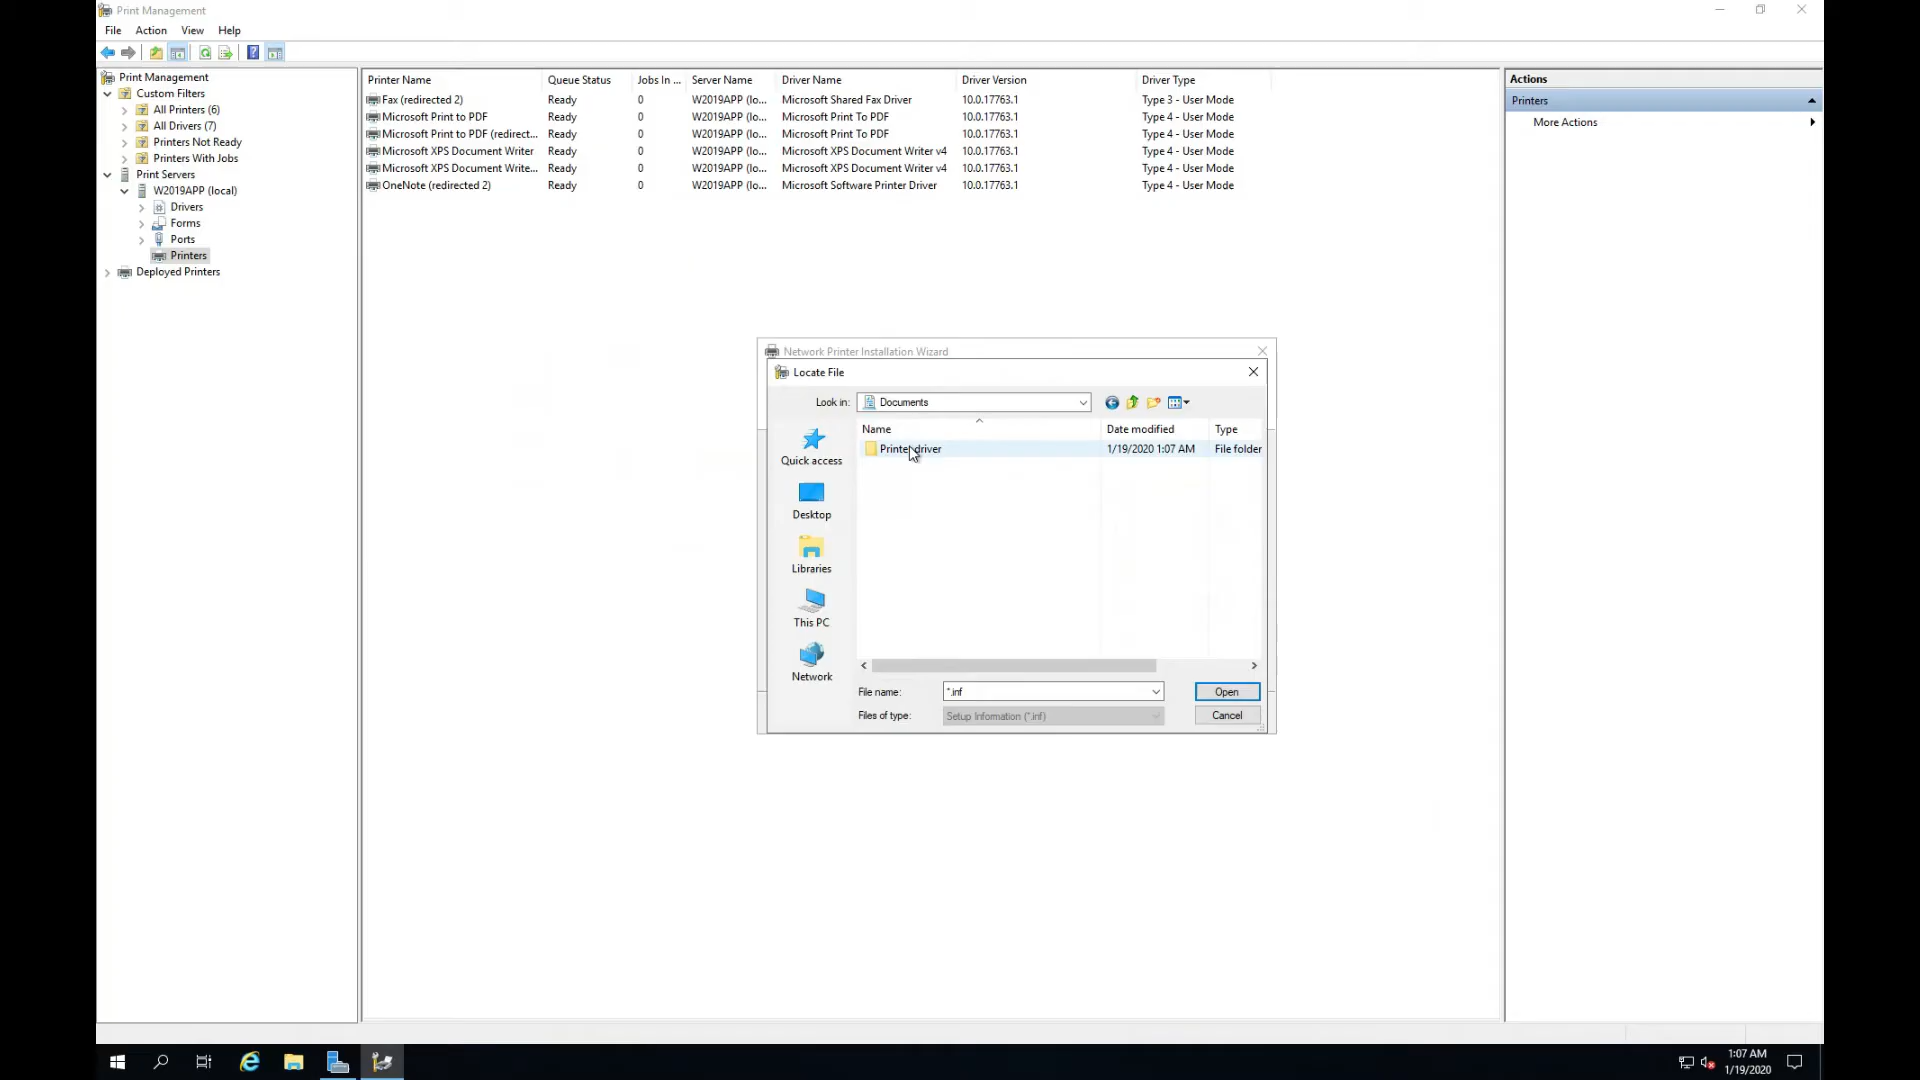 Print Management
File Action View Help
Print Management
Custom Filters
All Printers (6)
All Drivers (7)
Printers Not Ready
Printers With Jobs
Print Servers
W2019APP (local)
Drivers
Forms
Ports
Printers
Deployed Printers
Printer Name Queue Status Jobs In ... Server Name Driver Name Driver Version Driver Type
Fax (redirected 2) Ready 0 W2019APP (lo... Microsoft Shared Fax Driver 10.0.17763.1 Type 3 - User Mode
Microsoft Print to PDF Ready 0 W2019APP (lo... Microsoft Print To PDF 10.0.17763.1 Type 4 - User Mode
Microsoft Print to PDF (redirect... Ready 0 W2019APP (lo... Microsoft Print To PDF 10.0.17763.1 Type 4 - User Mode
Microsoft XPS Document Writer Ready 0 W2019APP (lo... Microsoft XPS Document Writer v4 10.0.17763.1 Type 4 - User Mode
Microsoft XPS Document Write... Ready 0 W2019APP (lo... Microsoft XPS Document Writer v4 10.0.17763.1 Type 4 - User Mode
OneNote (redirected 2) Ready 0 W2019APP (lo... Microsoft Software Printer Driver 10.0.17763.1 Type 4 - User Mode
Actions
Printers
More Actions
Network Printer Installation Wizard
Locate File
Look in: Documents
Name Date modified Type
Printer driver 1/19/2020 1:07 AM File folder
Quick access
Desktop
Libraries
This PC
Network
File name: *.inf Open
Files of type: Setup Information (*.inf) Cancel
1:07 AM
1/19/2020